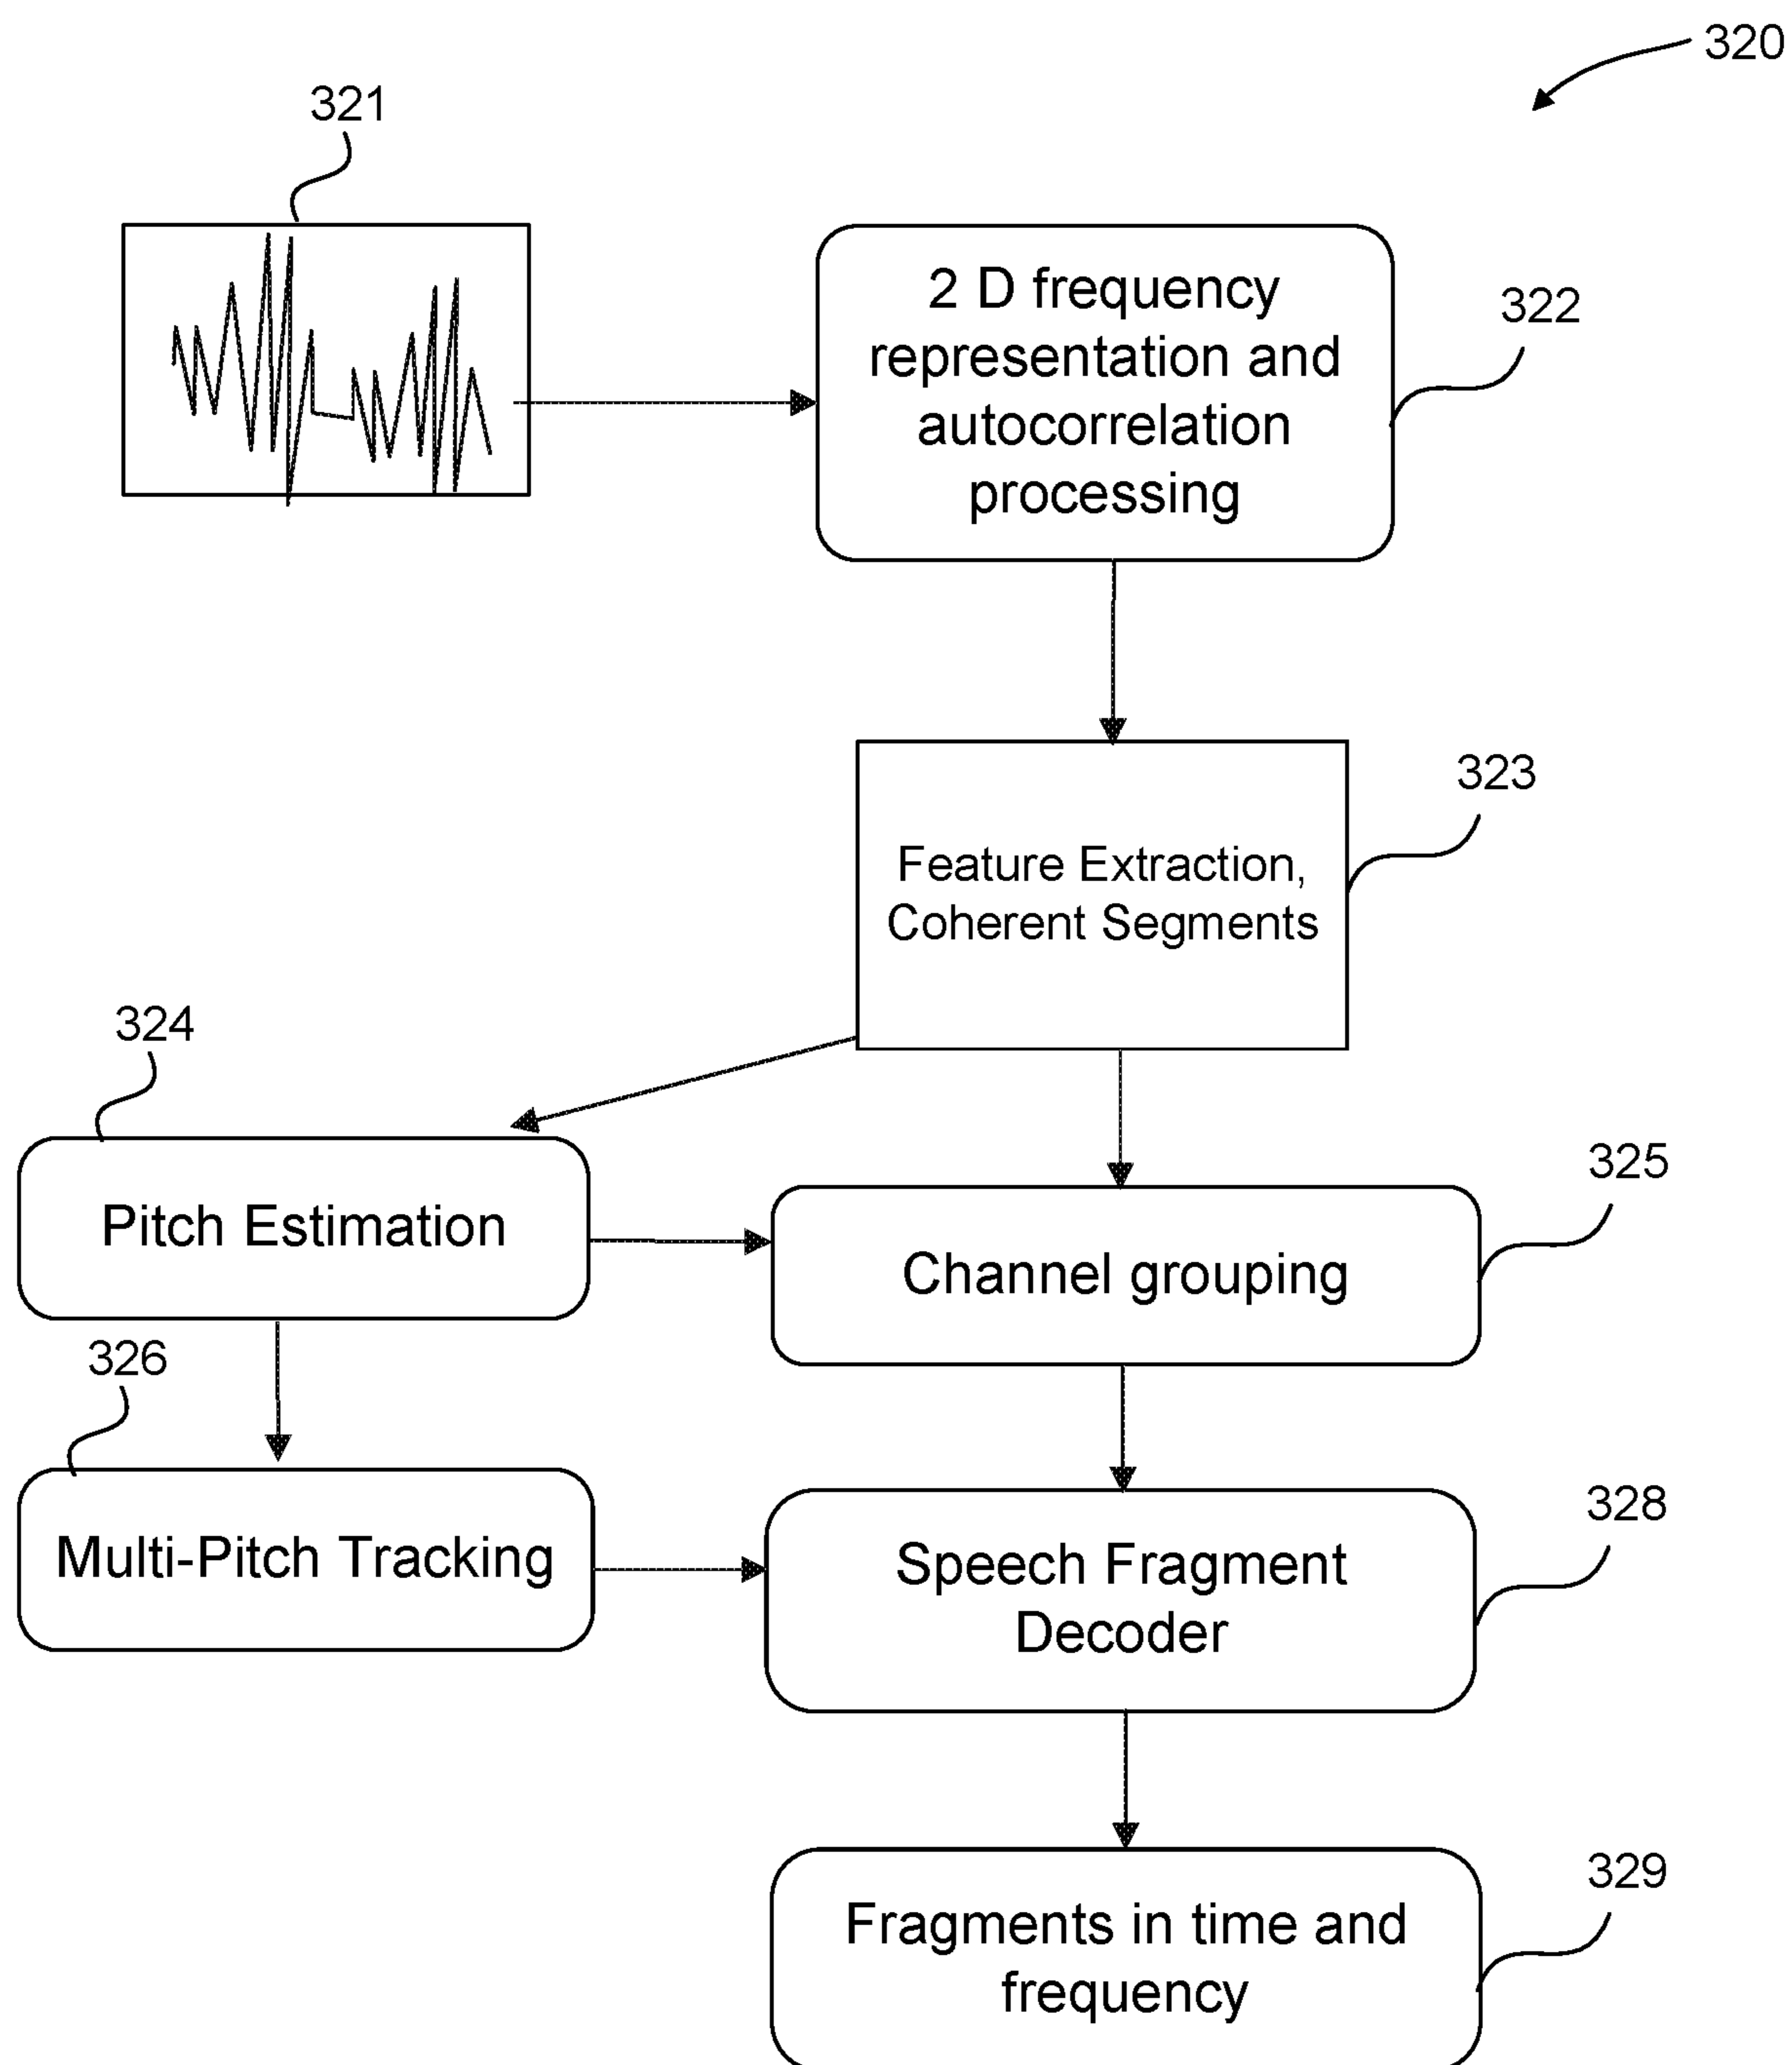 320
321
2 D frequency
representation and
autocorrelation
processing
322
Feature Extraction,
Coherent Segments
323
324
Pitch Estimation
325
Channel grouping
326
Multi-Pitch Tracking
Speech Fragment
Decoder
328
Fragments in time and
frequency
329